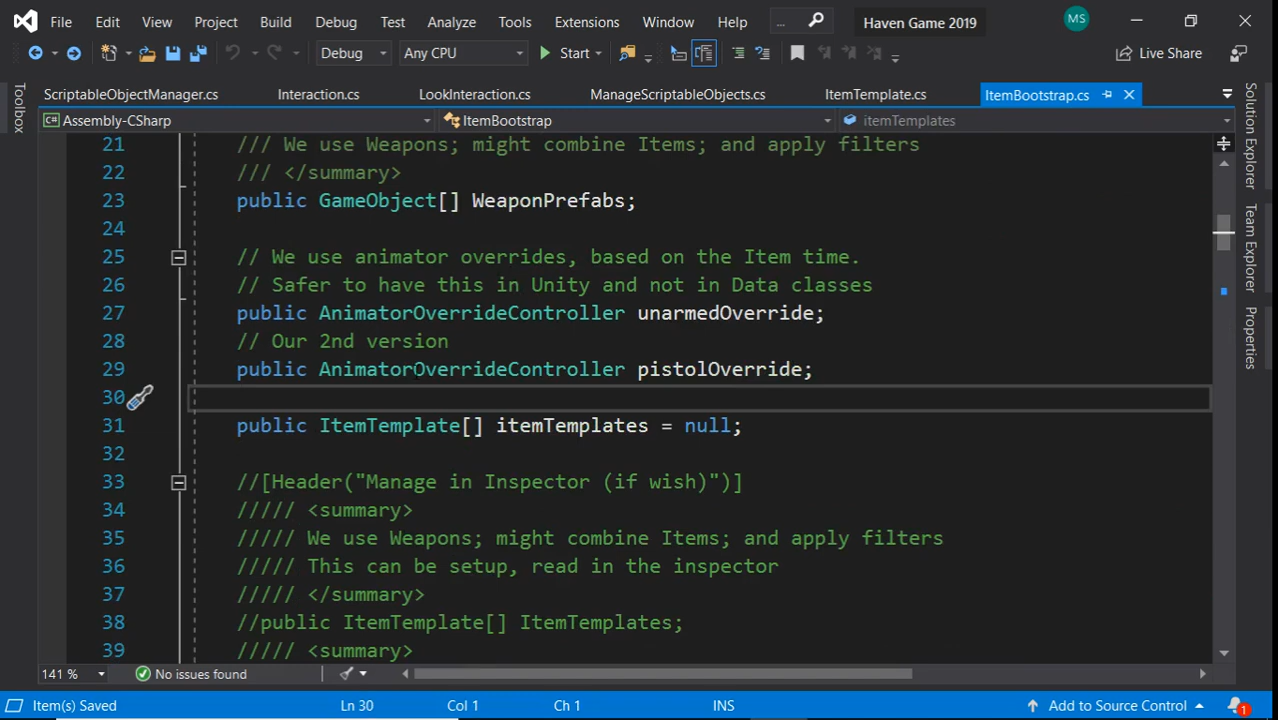 File Edit View Project Build Debug Test Analyze Tools Extensions Window Help ... Haven Game 2019 MS
Debug Any CPU Start Live Share
ScriptableObjectManager.cs Interaction.cs LookInteraction.cs ManageScriptableObjects.cs ItemTemplate.cs ItemBootstrap.cs
Assembly-CSharp ItemBootstrap itemTemplates
21 /// We use Weapons; might combine Items; and apply filters
22 /// </summary>
23 public GameObject[] WeaponPrefabs;
24
25 // We use animator overrides, based on the Item time.
26 // Safer to have this in Unity and not in Data classes
27 public AnimatorOverrideController unarmedOverride;
28 // Our 2nd version
29 public AnimatorOverrideController pistolOverride;
30
31 public ItemTemplate[] itemTemplates = null;
32
33 //[Header("Manage in Inspector (if wish)")]
34 ///// <summary>
35 ///// We use Weapons; might combine Items; and apply filters
36 ///// This can be setup, read in the inspector
37 ///// </summary>
38 //public ItemTemplate[] ItemTemplates;
39 ///// <summary>
141 % No issues found
Item(s) Saved Ln 30 Col 1 Ch 1 INS Add to Source Control 1
Toolbox
Solution Explorer
Team Explorer
Properties